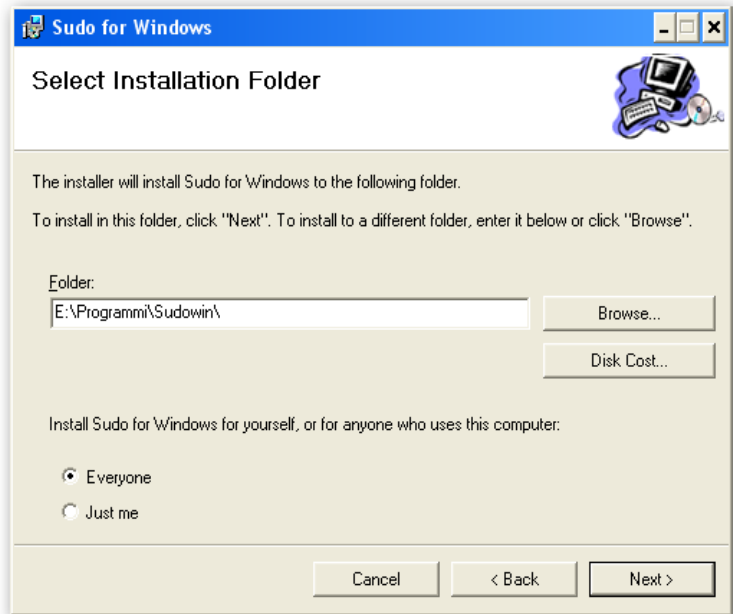 Sudo for Windows
Select Installation Folder
The installer will install Sudo for Windows to the following folder.
To install in this folder, click "Next". To install to a different folder, enter it below or click "Browse".
Folder:
E:\Programmi\Sudowin\
Browse...
Disk Cost...
Install Sudo for Windows for yourself, or for anyone who uses this computer:
Everyone
Just me
Cancel
< Back
Next >